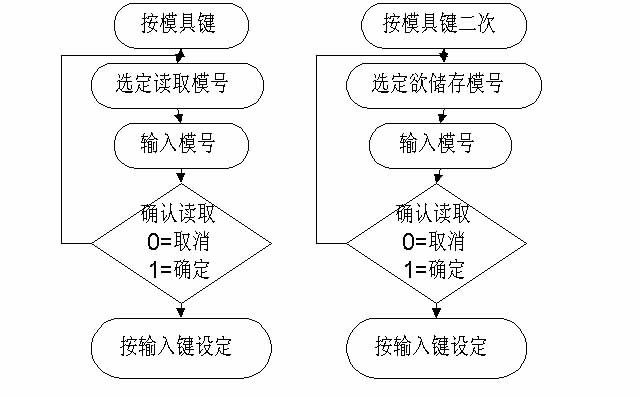 按模具键
选定读取模号
输入模号
确认读取
0=取消
1=确定
按输入键设定
按模具键二次
选定欲储存模号
输入模号
确认读取
0=取消
1=确定
按输入键设定